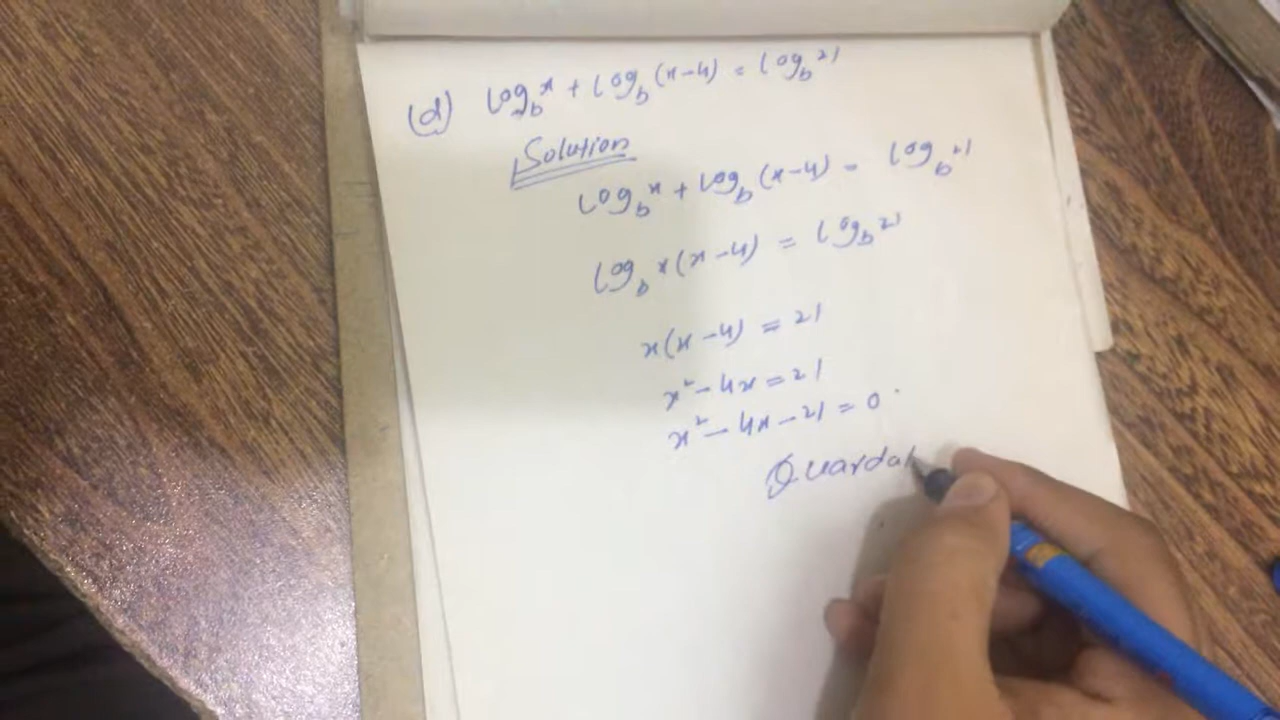 (d) log_b x + log_b (x-4) = log_b 21
Solution
log_b x + log_b (x-4) = log_b 21
log_b x(x-4) = log_b 21
x(x-4) = 21
x² - 4x = 21
x² - 4x - 21 = 0
Quardat